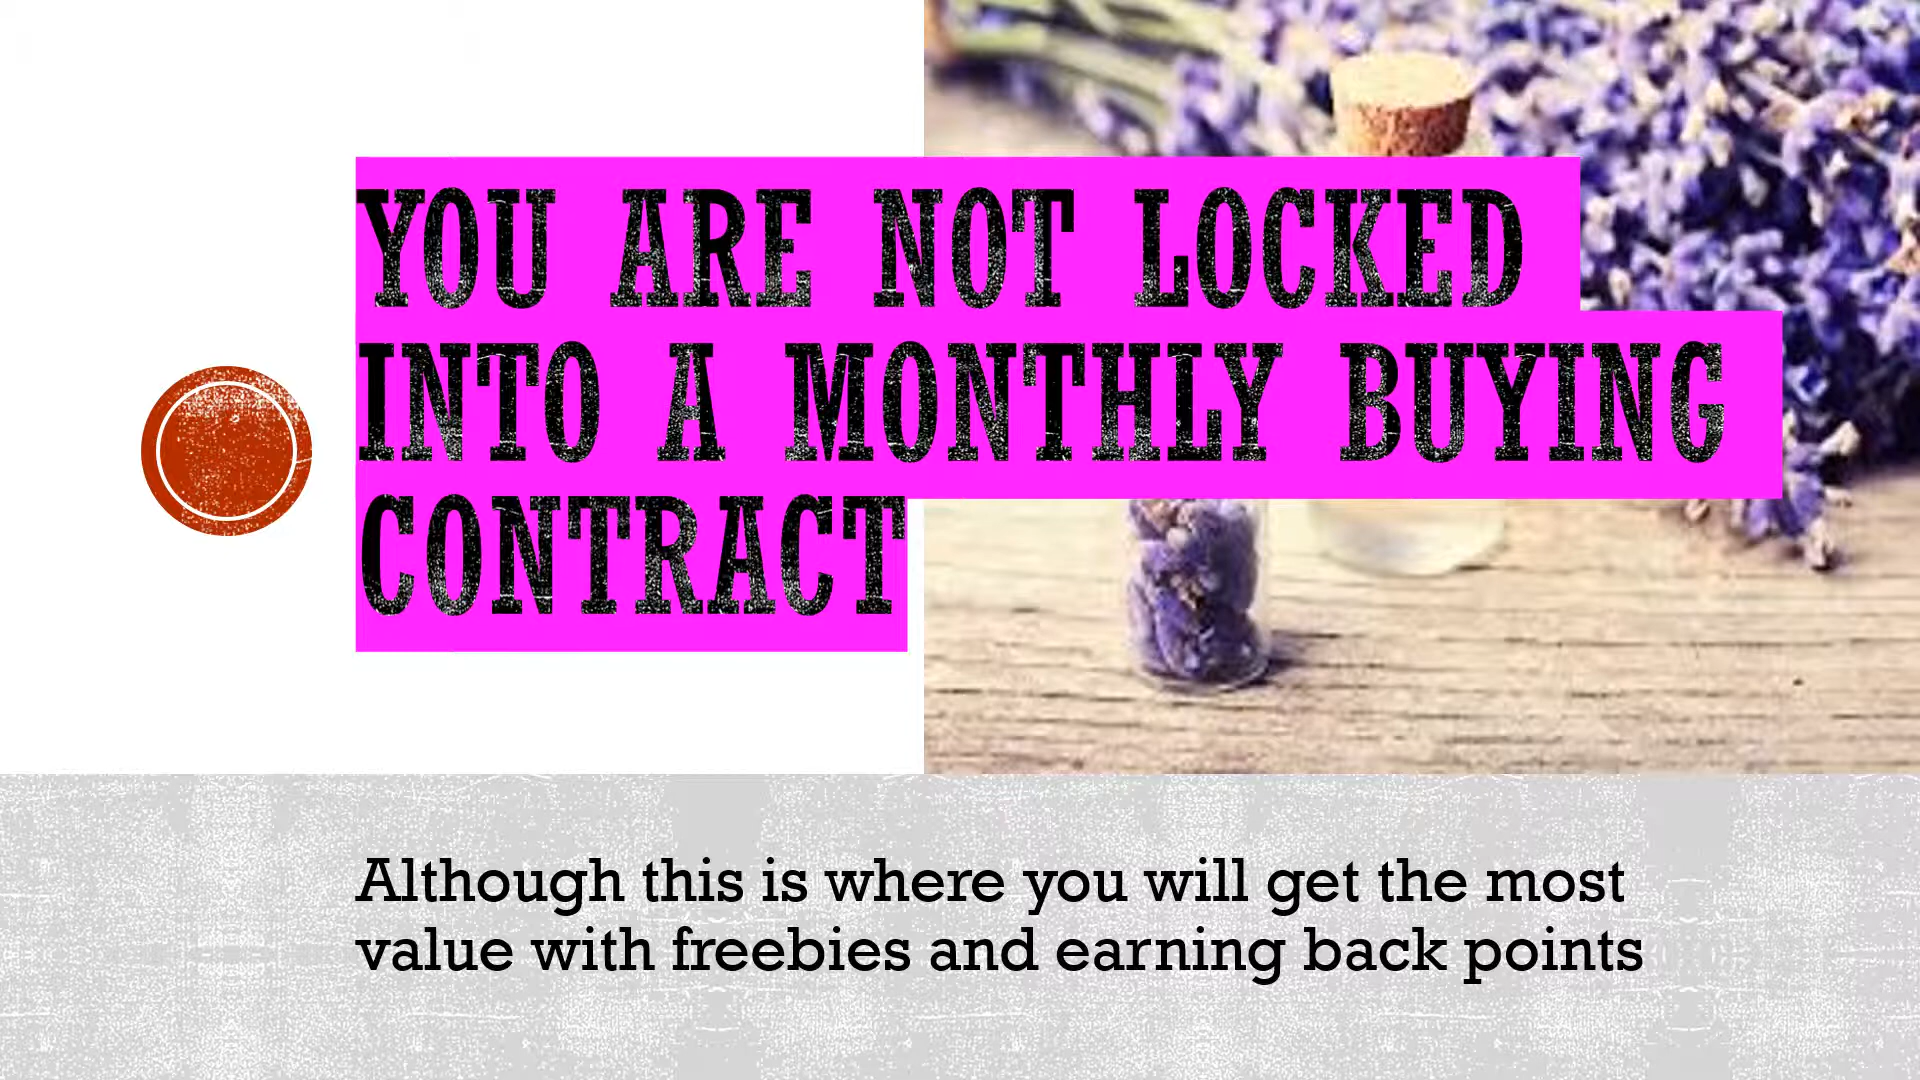 YOU ARE NOT LOCKED
INTO A MONTHLY BUYING
CONTRACT
Although this is where you will get the most
value with freebies and earning back points